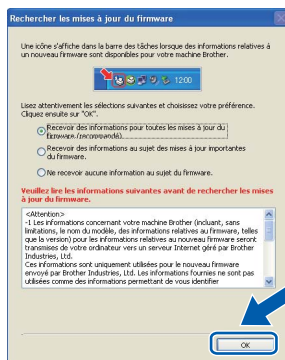 Rechercher les mises à jour du firmware
Une icône s'affiche dans la barre des tâches lorsque des informations relatives à
un nouveau firmware sont disponibles pour votre machine Brother.
12:00
Lisez attentivement les sélections suivantes et choisissez votre préférence.
Cliquez ensuite sur "OK".
Recevoir des informations pour toutes les mises à jour du
firmware (recommandé).
Recevoir des informations au sujet des mises à jour importantes
du firmware.
Ne recevoir aucune information au sujet du firmware.
Veuillez lire les informations suivantes avant de rechercher les mises
à jour du firmware.
<Attention>
-1 Les informations concernant votre machine Brother (incluant, sans
limitations, le nom du modèle, des informations relatives au firmware, telles
que la version) pour les informations relatives au nouveau firmware seront
transmises de votre ordinateur vers un serveur Internet géré par Brother
Industries, Ltd.
Ces informations sont uniquement utilisées pour le nouveau firmware
envoyé par Brother Industries, Ltd. Les informations fournies ne sont pas
utilisées comme des informations permettant de vous identifier
OK